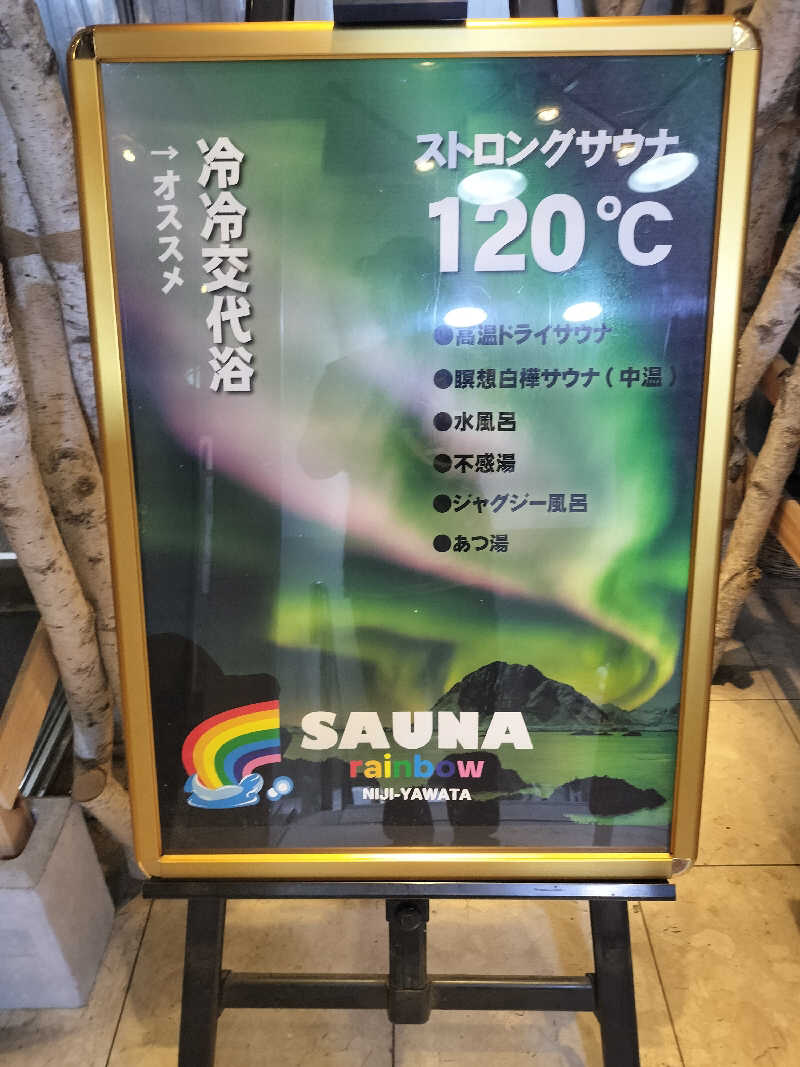 ストロングサウナ
120℃
冷冷交代浴
→オススメ
●高温ドライサウナ
●瞑想白樺サウナ(中温)
●水風呂
●不感湯
●ジャグジー風呂
●あつ湯
SAUNA
rainbow
NIJI-YAWATA